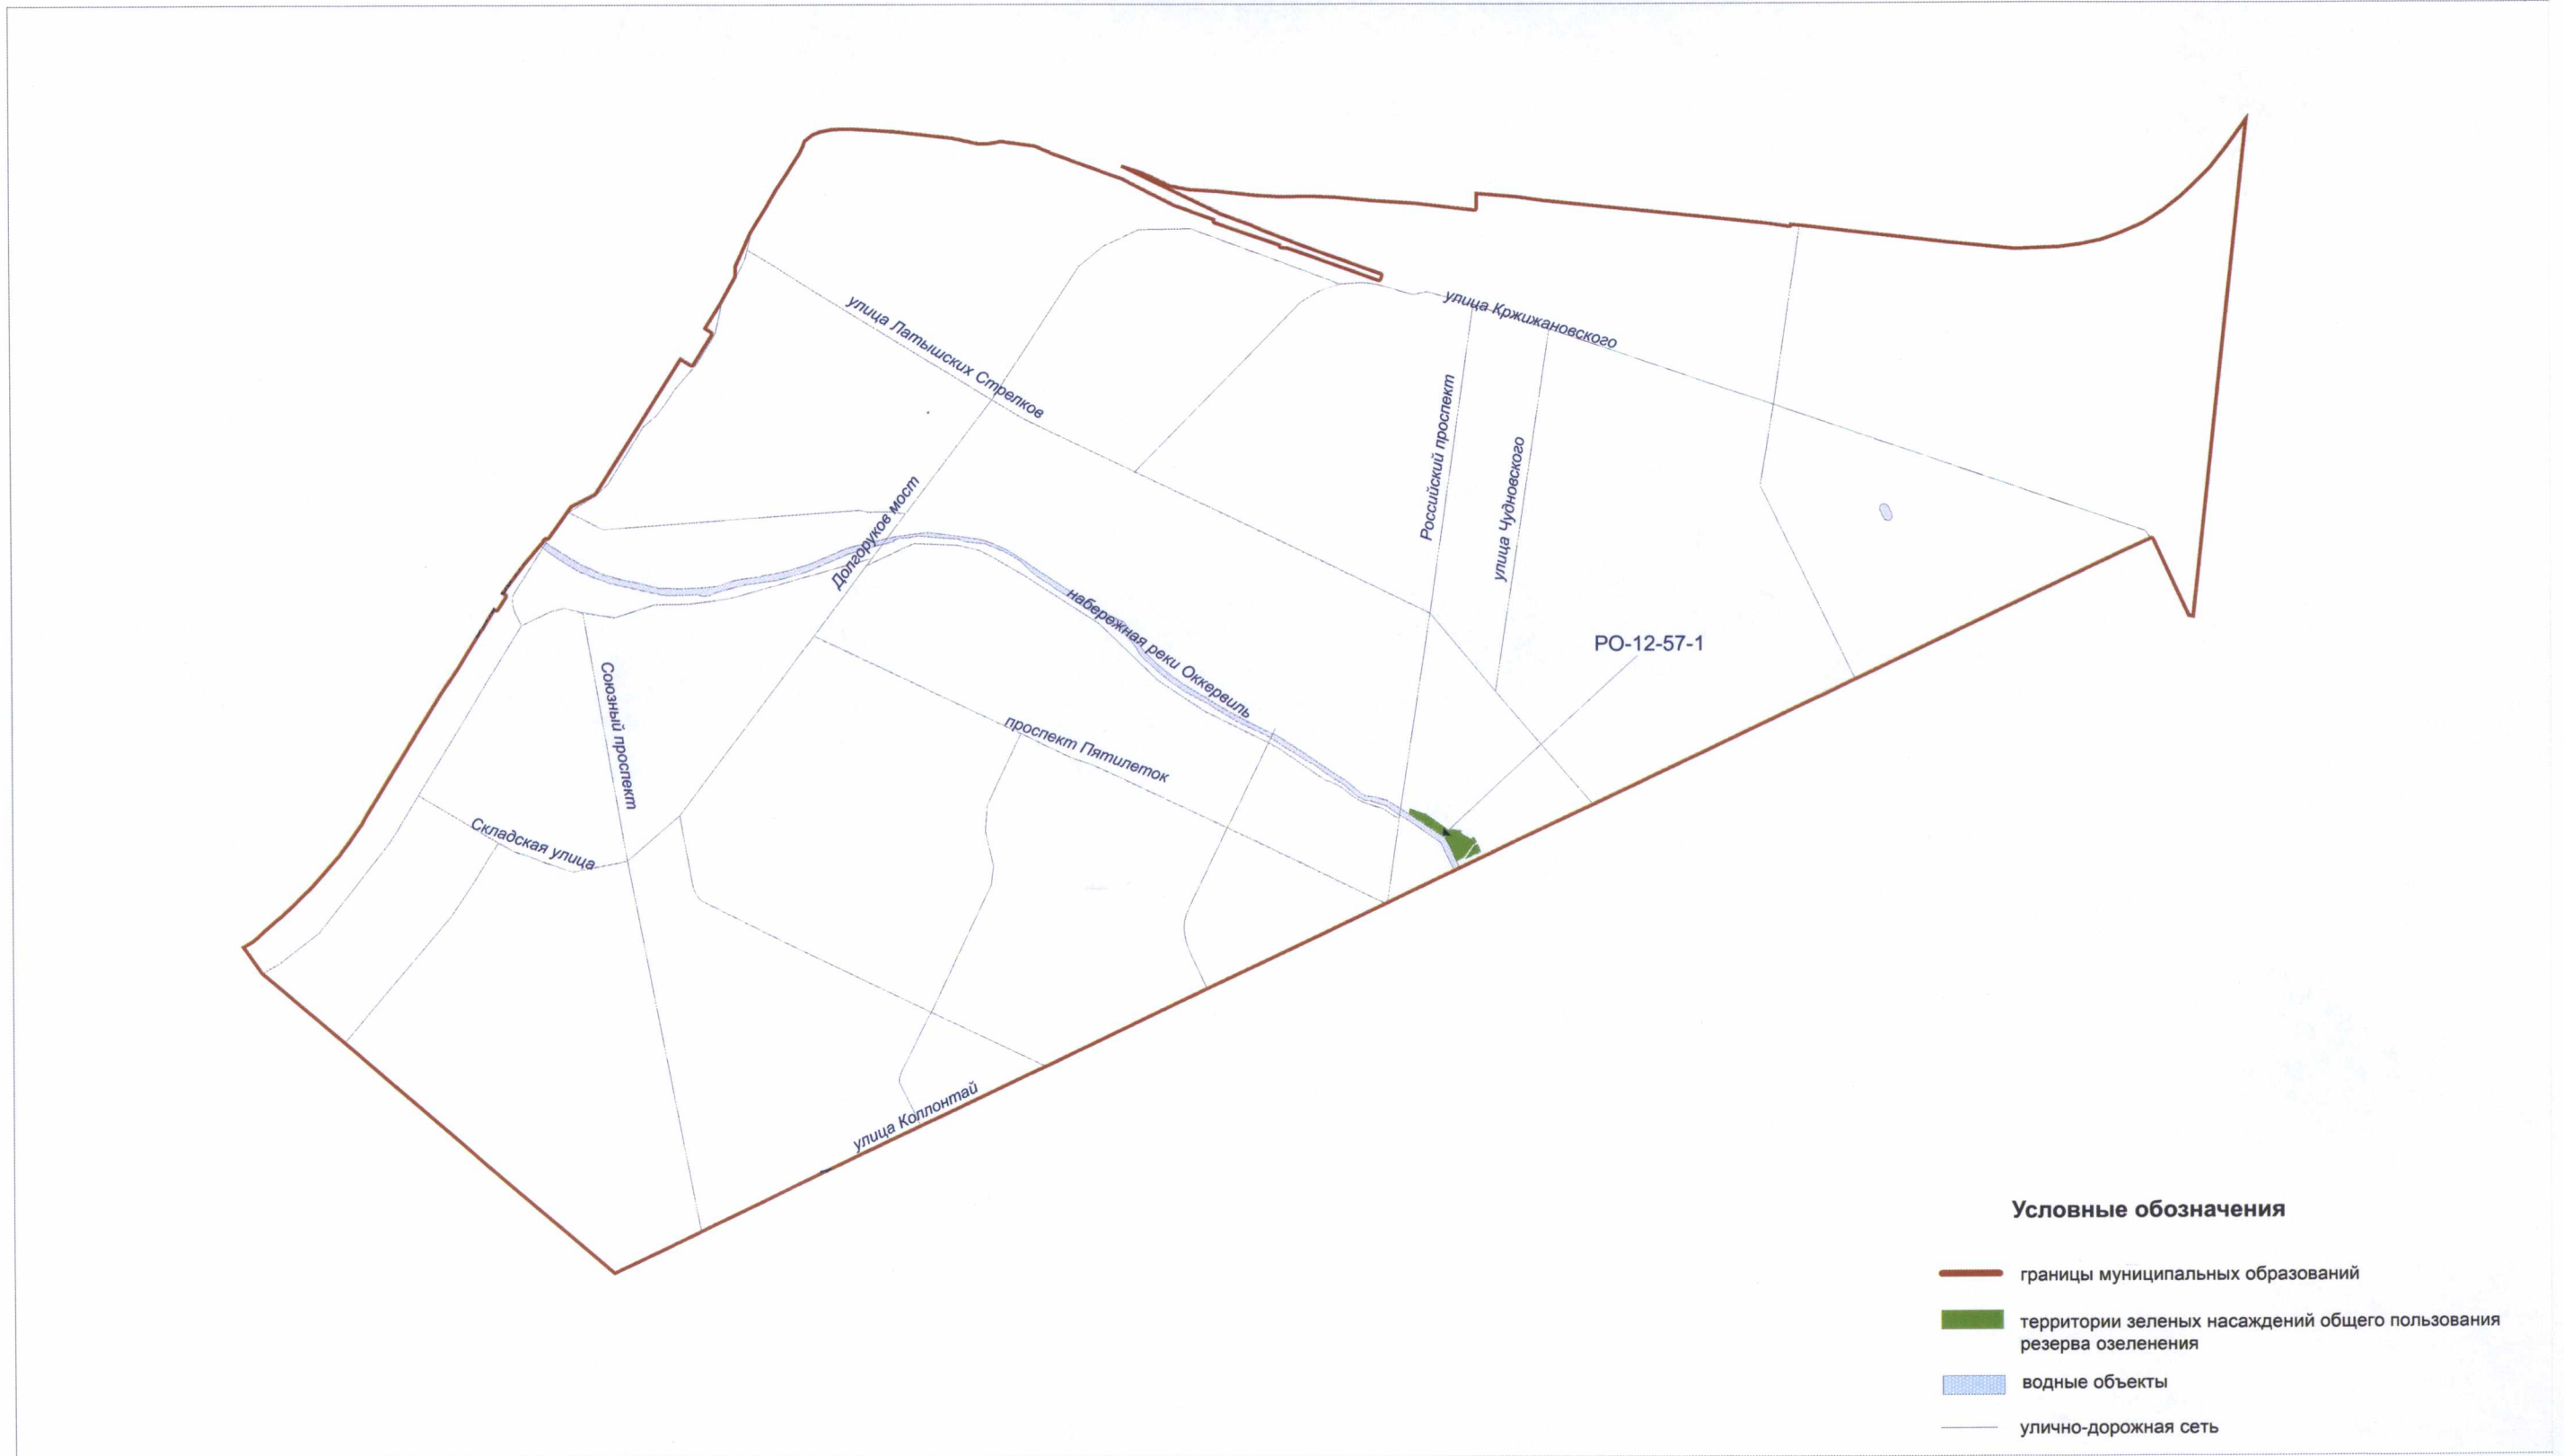 улица Кржижановского
улица Латышских Стрелков
Российский проспект
улица Чудновского
Долгоруков мост
набережная реки Оккервиль
РО-12-57-1
Союзный проспект
проспект Пятилеток
Складская улица
улица Коллонтай
Условные обозначения
границы муниципальных образований
территории зеленых насаждений общего пользования
резерва озеленения
водные объекты
улично-дорожная сеть